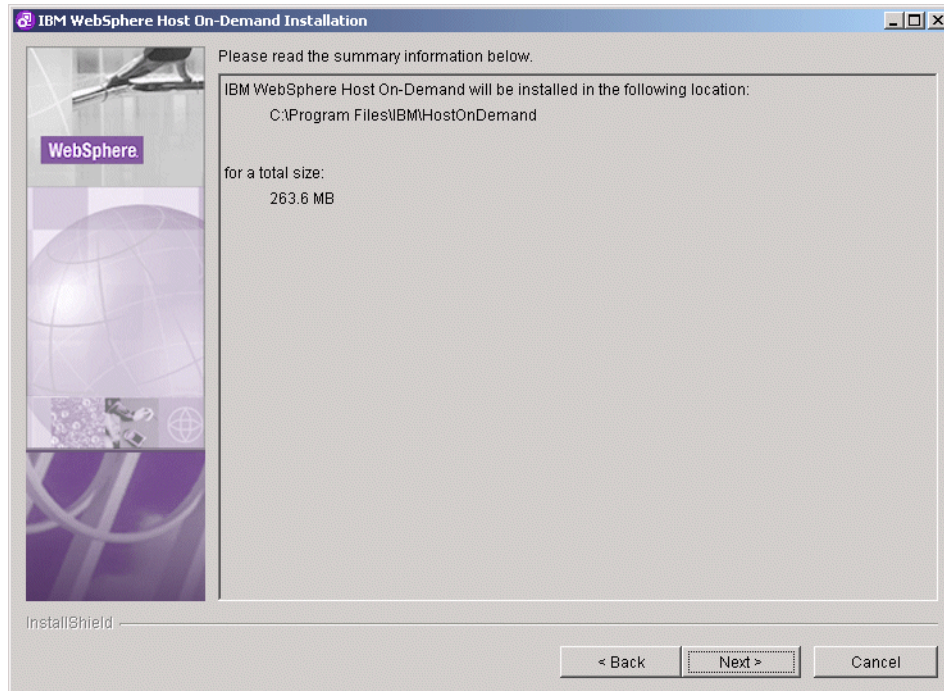 IBM WebSphere Host On-Demand Installation
Please read the summary information below.
IBM WebSphere Host On-Demand will be installed in the following location:
C:\Program Files\IBM\HostOnDemand
WebSphere.
for a total size:
263.6 MB
InstallShield
< Back
Next >
Cancel